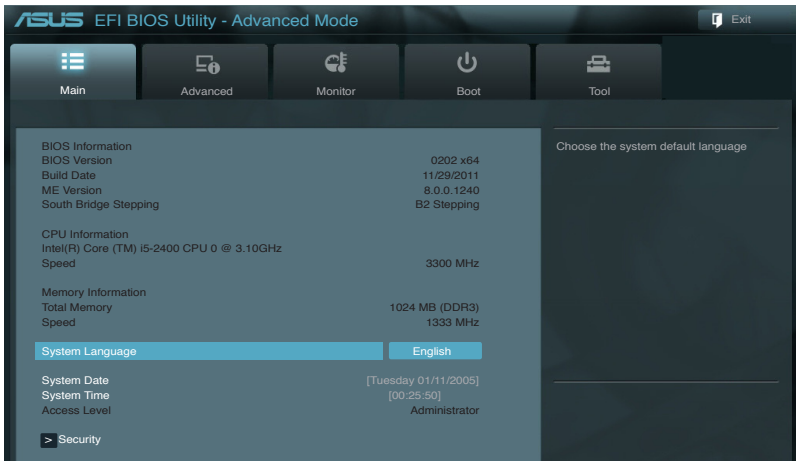 ASUS EFI BIOS Utility - Advanced Mode
Exit
Main Advanced Monitor Boot Tool
BIOS Information
BIOS Version 0202 x64
Build Date 11/29/2011
ME Version 8.0.0.1240
South Bridge Stepping B2 Stepping
CPU Information
Intel(R) Core (TM) i5-2400 CPU 0 @ 3.10GHz
Speed 3300 MHz
Memory Information
Total Memory 1024 MB (DDR3)
Speed 1333 MHz
System Language English
System Date [Tuesday 01/11/2005]
System Time [00:25:50]
Access Level Administrator
> Security
Choose the system default language